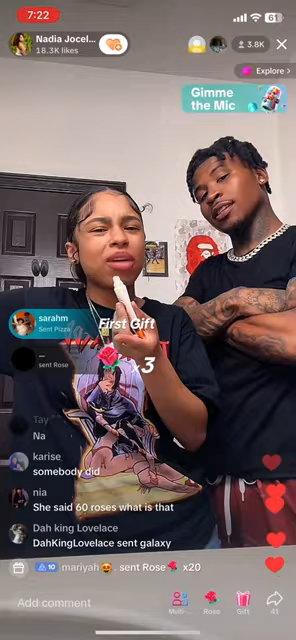 7:22
61
Nadia Jocel...
18.3K likes
3.8K
Explore >
Gimme
the Mic
sarahm
Sent Pizza
First Gift
...
sent Rose
x3
Tay
Na
karise
somebody did
nia
She said 60 roses what is that
Dah king Lovelace
DahKingLovelace sent galaxy
10 mariyah😍. sent Rose🌹 x20
Add comment
Multi-...
Rose
Gift
41